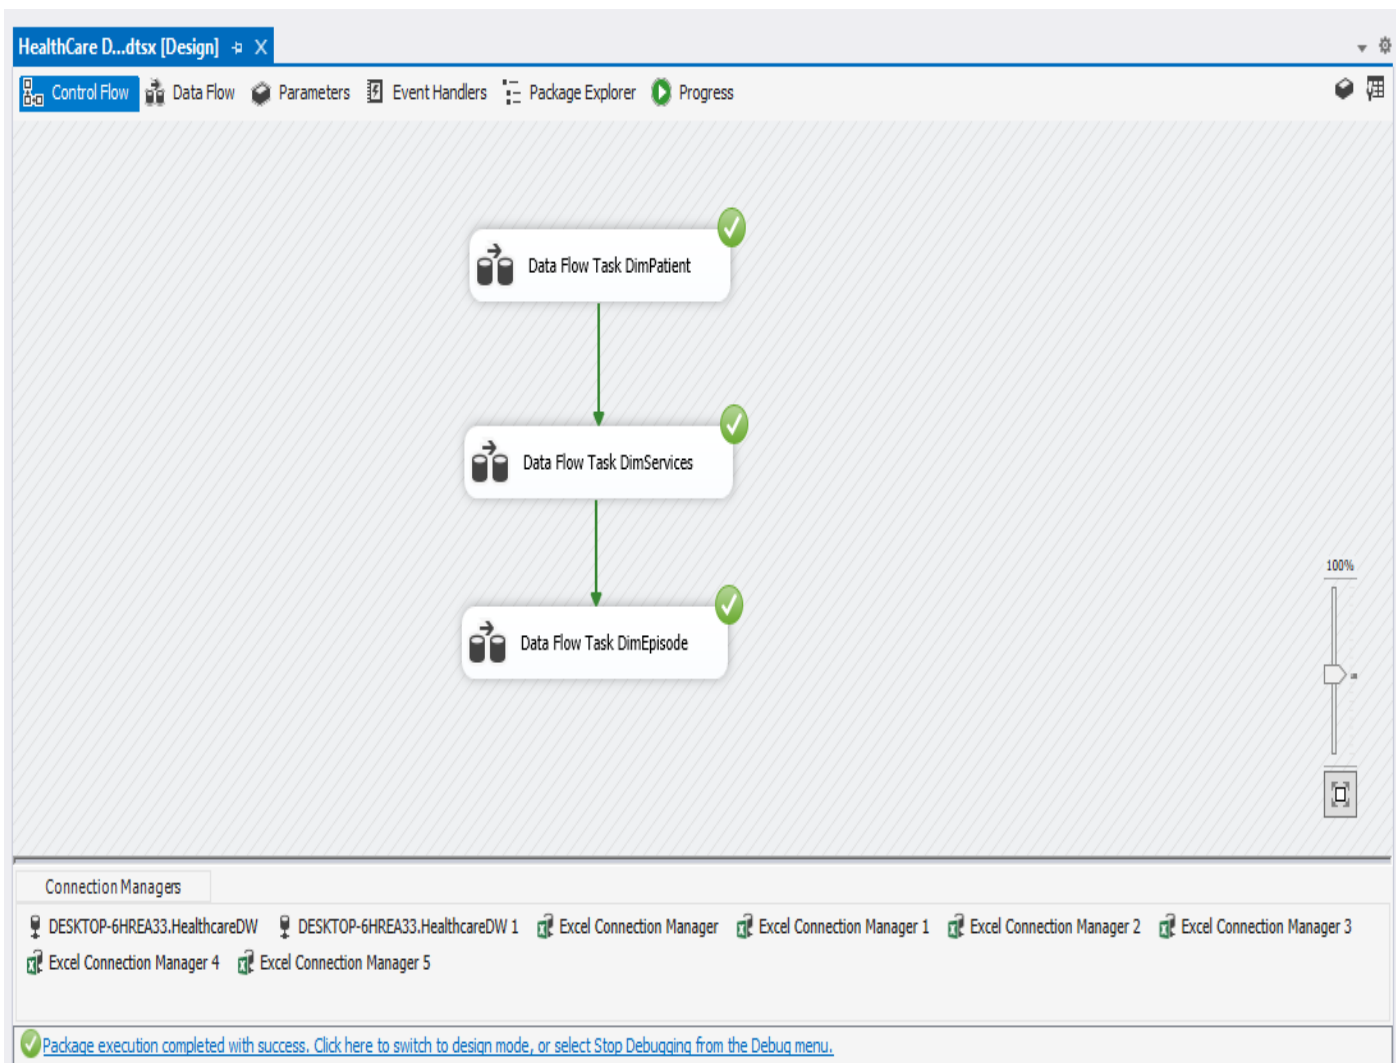 HealthCare D...dtsx [Design]
Control Flow Data Flow Parameters Event Handlers Package Explorer Progress
Data Flow Task DimPatient
Data Flow Task DimServices
100%
Data Flow Task DimEpisode
Connection Managers
DESKTOP-6HREA33.HealthcareDW DESKTOP-6HREA33.HealthcareDW 1 Excel Connection Manager Excel Connection Manager 1 Excel Connection Manager 2 Excel Connection Manager 3
Excel Connection Manager 4 Excel Connection Manager 5
Package execution completed with success. Click here to switch to design mode, or select Stop Debugging from the Debug menu.